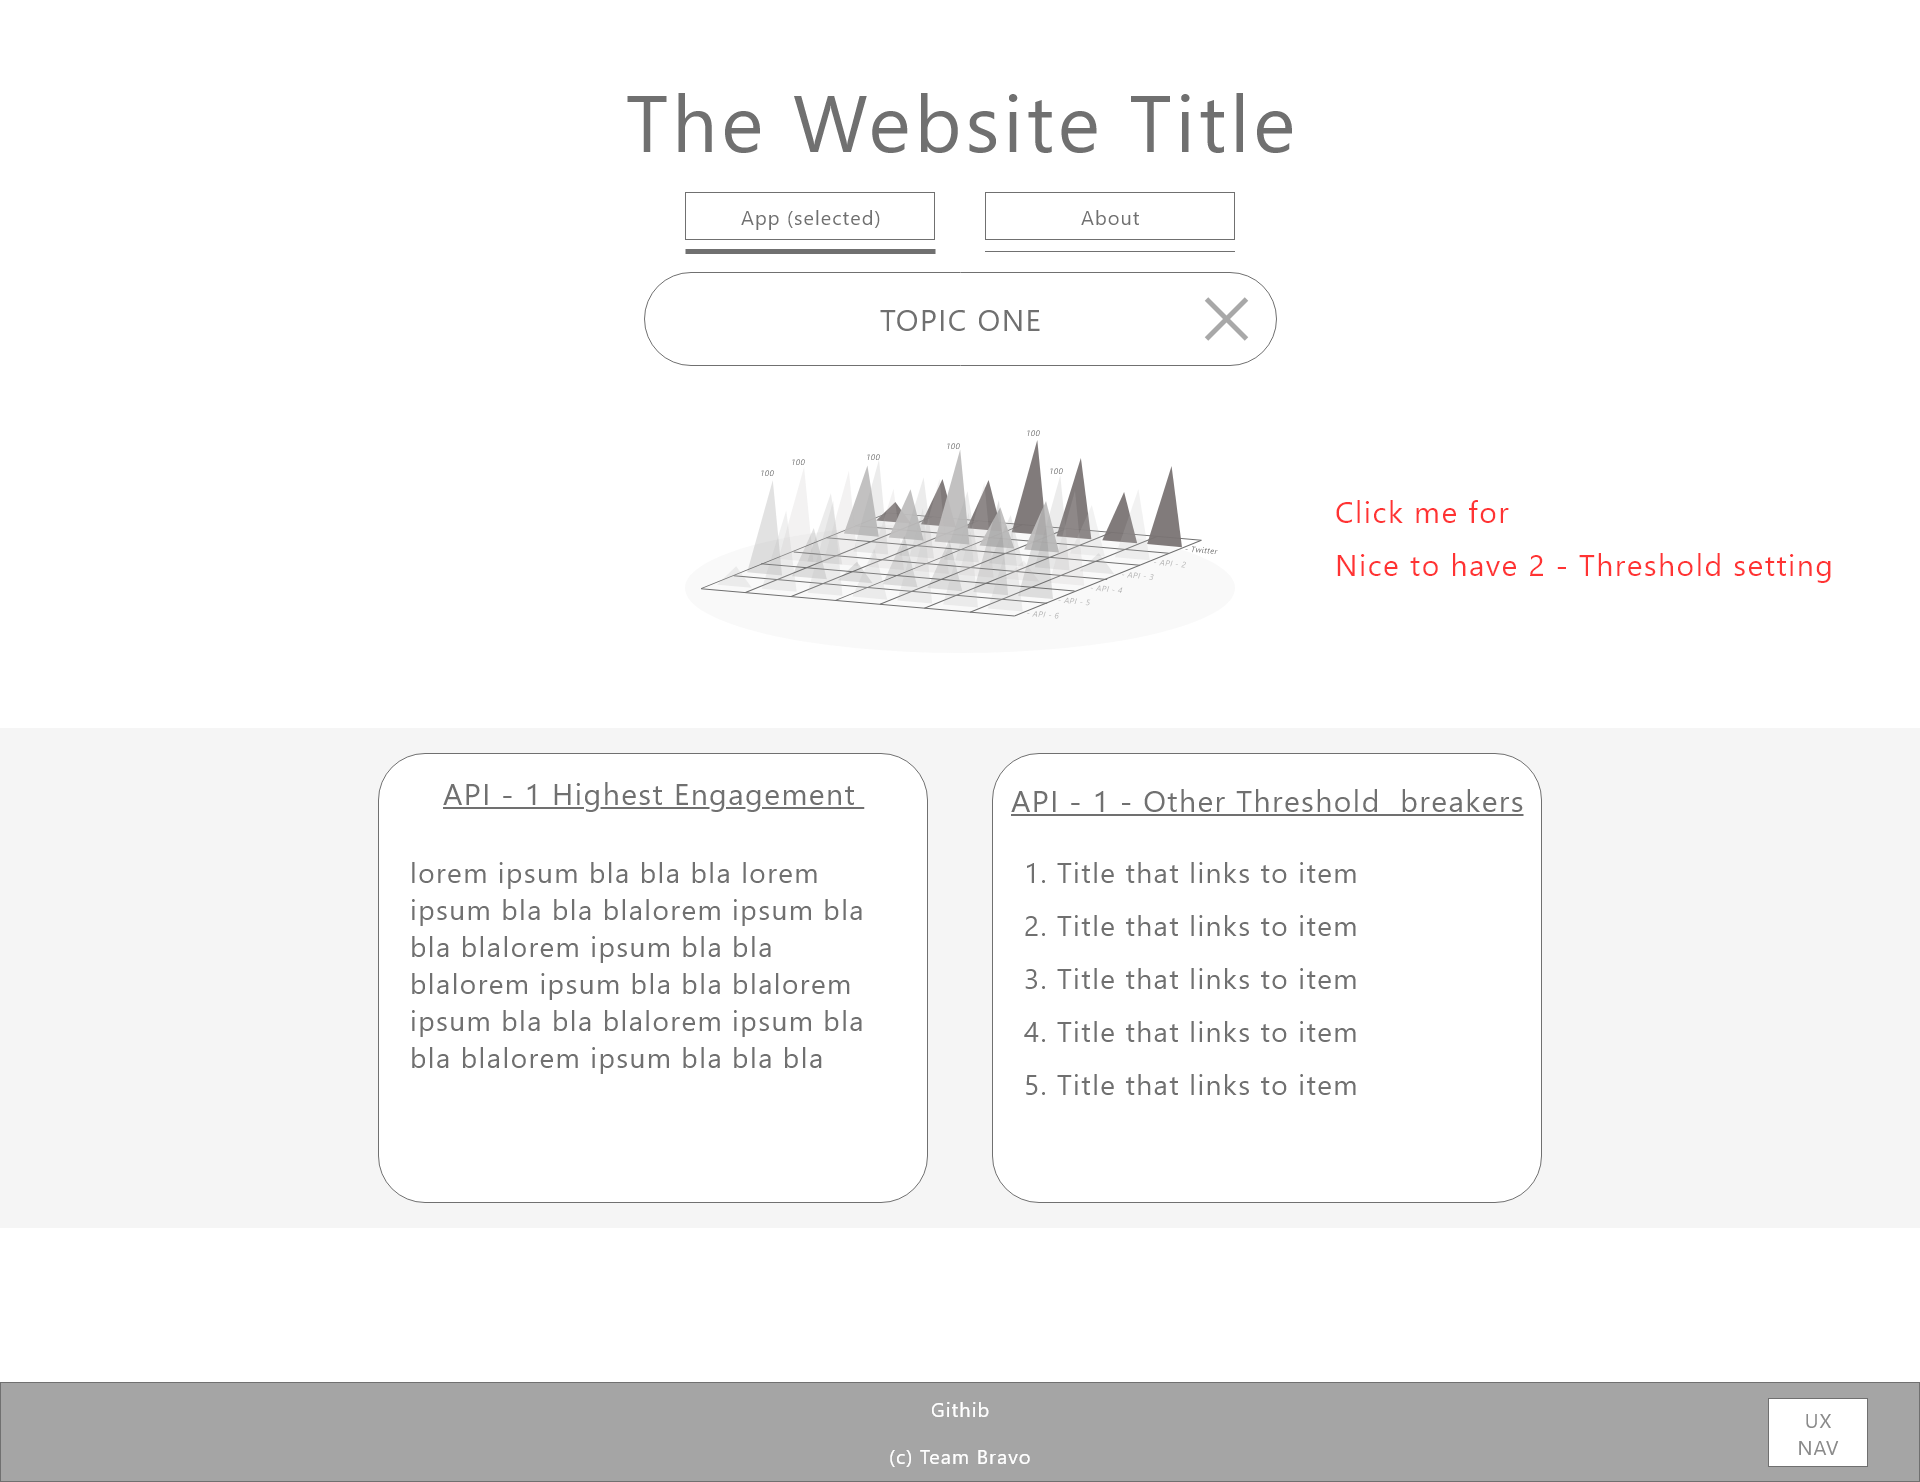 The Website Title
App (selected)
About
TOPIC ONE
100
100
100
100
100
100
- Twitter
- API - 2
- API - 3
- API - 4
- API - 5
- API - 6
Click me for
Nice to have 2 - Threshold setting
API - 1 Highest Engagement
lorem ipsum bla bla bla lorem
ipsum bla bla blalorem ipsum bla
bla blalorem ipsum bla bla
blalorem ipsum bla bla blalorem
ipsum bla bla blalorem ipsum bla
bla blalorem ipsum bla bla bla
API - 1 - Other Threshold  breakers
1. Title that links to item
2. Title that links to item
3. Title that links to item
4. Title that links to item
5. Title that links to item
Githib
(c) Team Bravo
UX
NAV